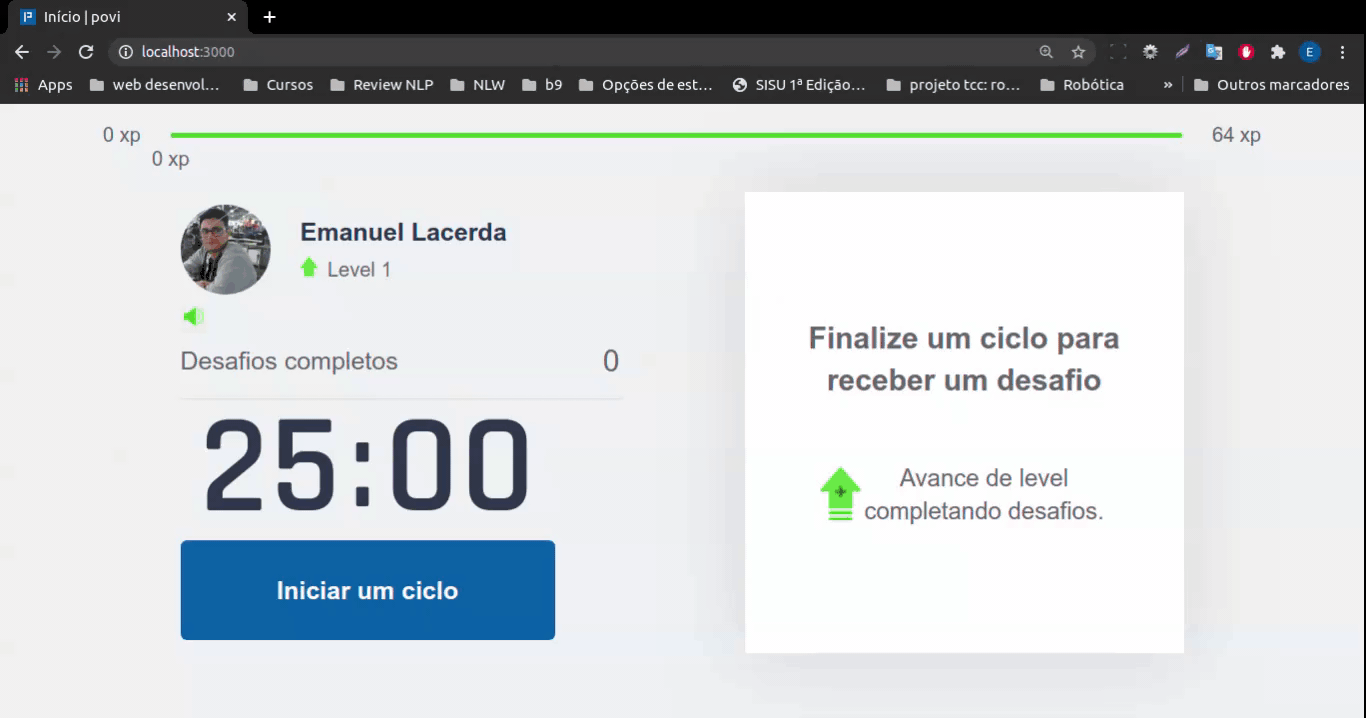 Início | povi
localhost:3000
E
Apps web desenvol... Cursos Review NLP NLW b9 Opções de est... SISU 1ª Edição... projeto tcc: ro... Robótica » Outros marcadores
0 xp 64 xp
0 xp
Emanuel Lacerda
Level 1
Desafios completos 0
25:00
Iniciar um ciclo
Finalize um ciclo para
receber um desafio
Avance de level
completando desafios.